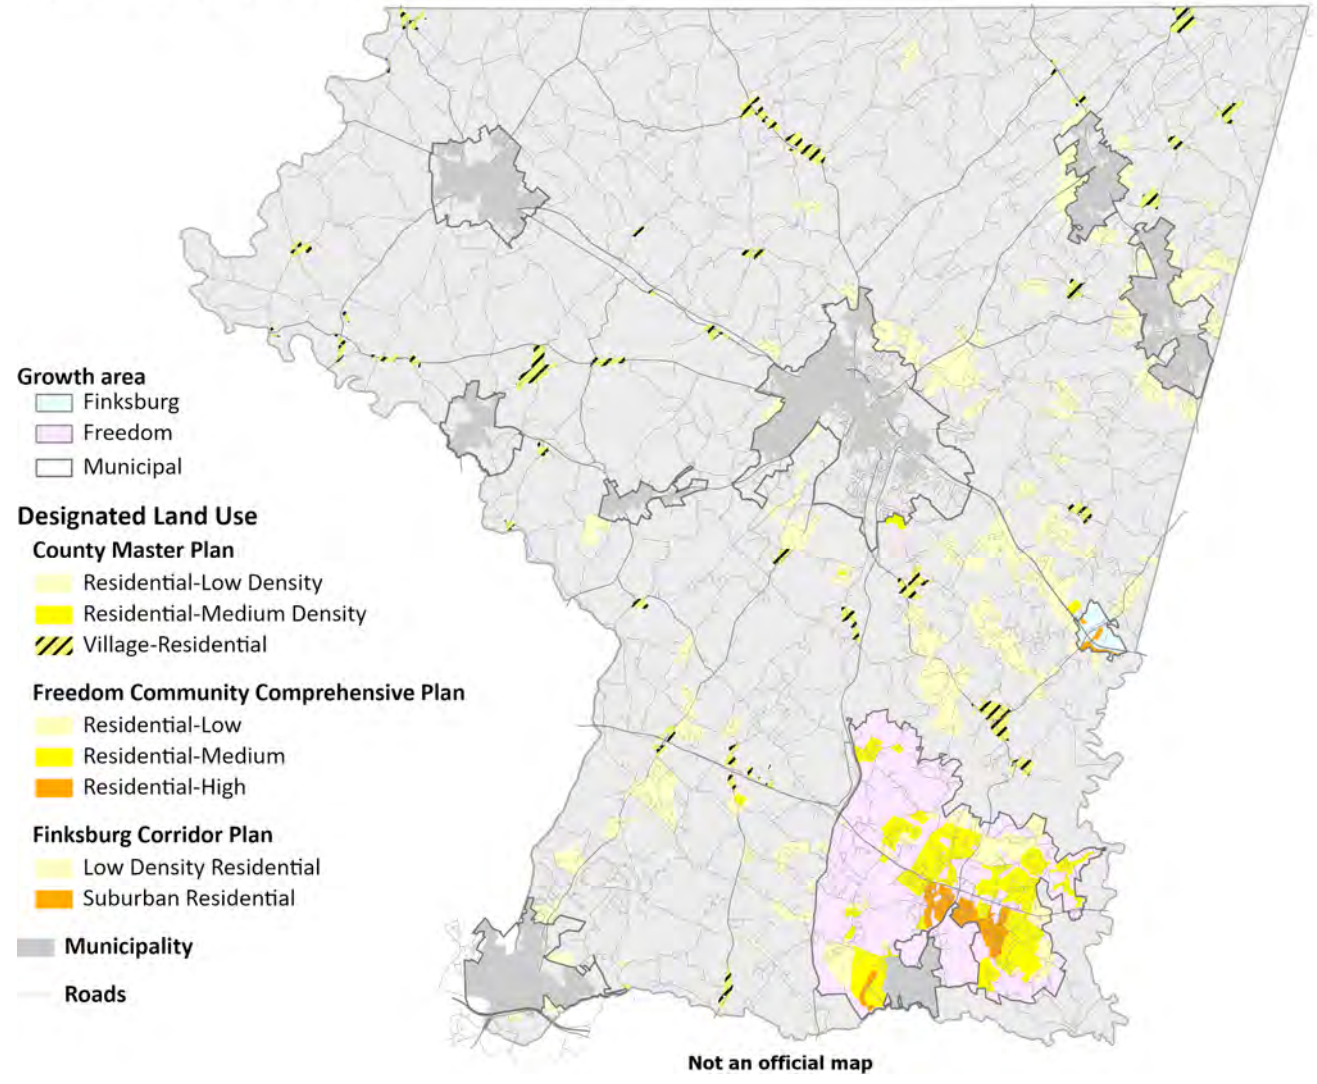 Growth area
Finksburg
Freedom
Municipal
Designated Land Use
County Master Plan
Residential-Low Density
Residential-Medium Density
Village-Residential
Freedom Community Comprehensive Plan
Residential-Low
Residential-Medium
Residential-High
Finksburg Corridor Plan
Low Density Residential
Suburban Residential
Municipality
Roads
Not an official map